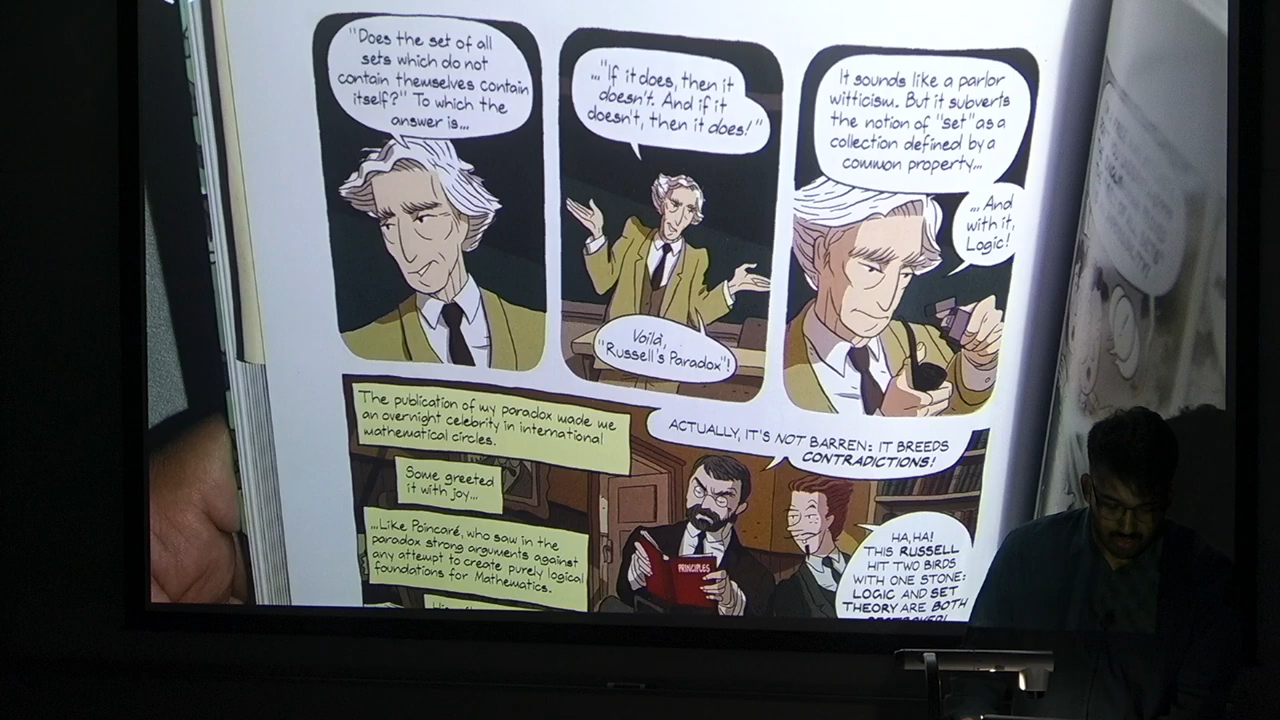 "Does the set of all
sets which do not
contain themselves contain
itself?" To which the
answer is...
..."If it does, then it
doesn't. And if it
doesn't, then it does!"
Voilà,
"Russell's Paradox"!
It sounds like a parlor
witticism. But it subverts
the notion of "set" as a
collection defined by a
common property...
... And
with it,
Logic!
The publication of my paradox made me
an overnight celebrity in international
mathematical circles.
Some greeted
it with joy...
...Like Poincaré, who saw in the
paradox strong arguments against
any attempt to create purely logical
foundations for Mathematics.
ACTUALLY, IT'S NOT BARREN: IT BREEDS
CONTRADICTIONS!
PRINCIPLES
HA, HA!
THIS RUSSELL
HIT TWO BIRDS
WITH ONE STONE:
LOGIC AND SET
THEORY ARE BOTH